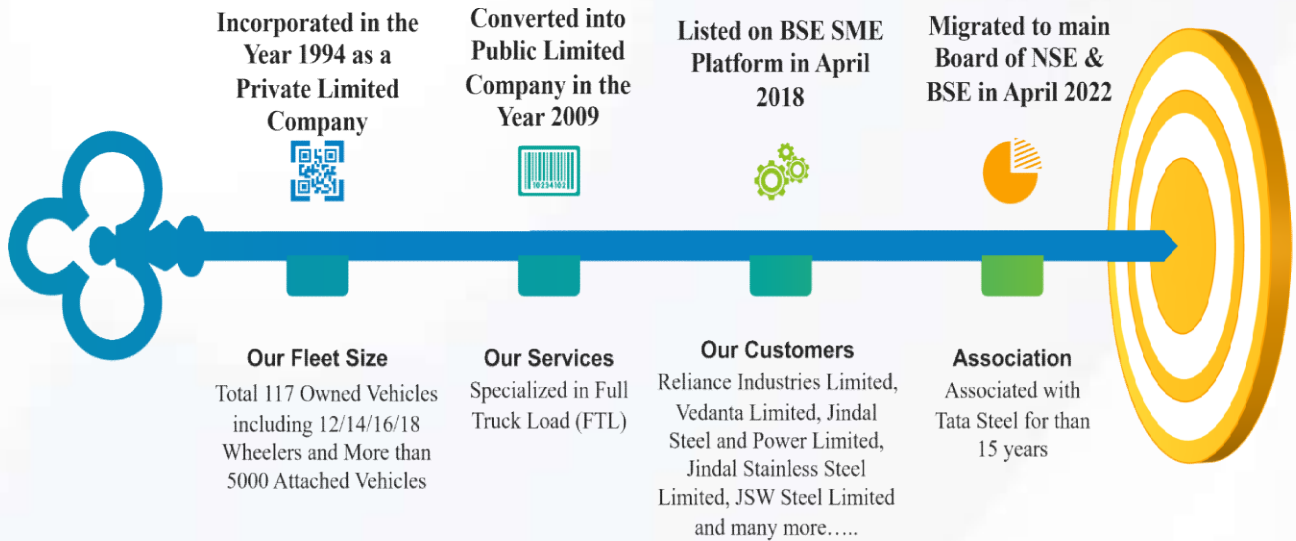 Incorporated in the
Year 1994 as a
Private Limited
Company
Converted into
Public Limited
Company in the
Year 2009
Listed on BSE SME
Platform in April
2018
Migrated to main
Board of NSE &
BSE in April 2022
10234102
Our Fleet Size
Total 117 Owned Vehicles
including 12/14/16/18
Wheelers and More than
5000 Attached Vehicles
Our Services
Specialized in Full
Truck Load (FTL)
Our Customers
Reliance Industries Limited,
Vedanta Limited, Jindal
Steel and Power Limited,
Jindal Stainless Steel
Limited, JSW Steel Limited
and many more…..
Association
Associated with
Tata Steel for than
15 years